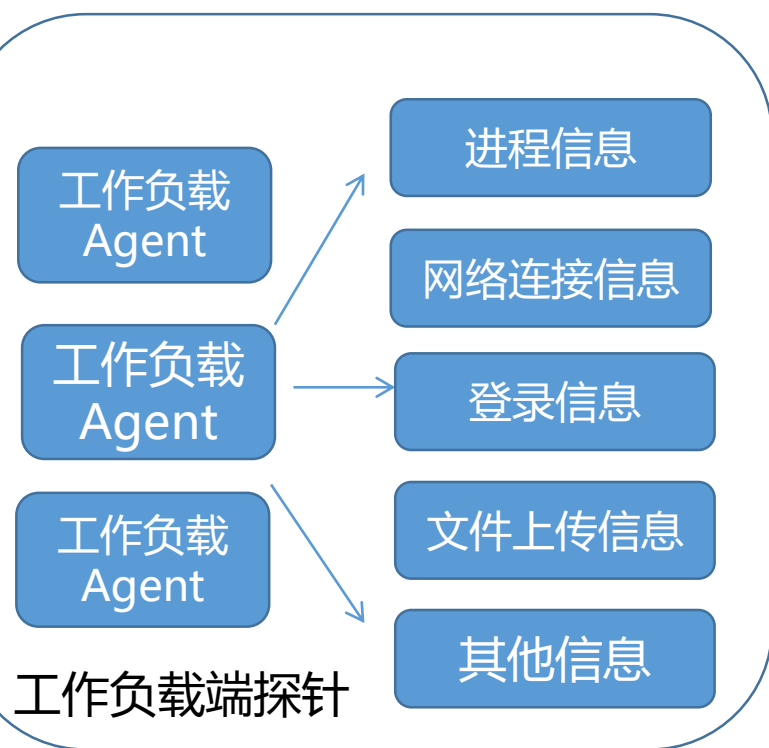 工作负载
Agent
工作负载
Agent
工作负载
Agent
工作负载端探针
进程信息
网络连接信息
登录信息
文件上传信息
其他信息